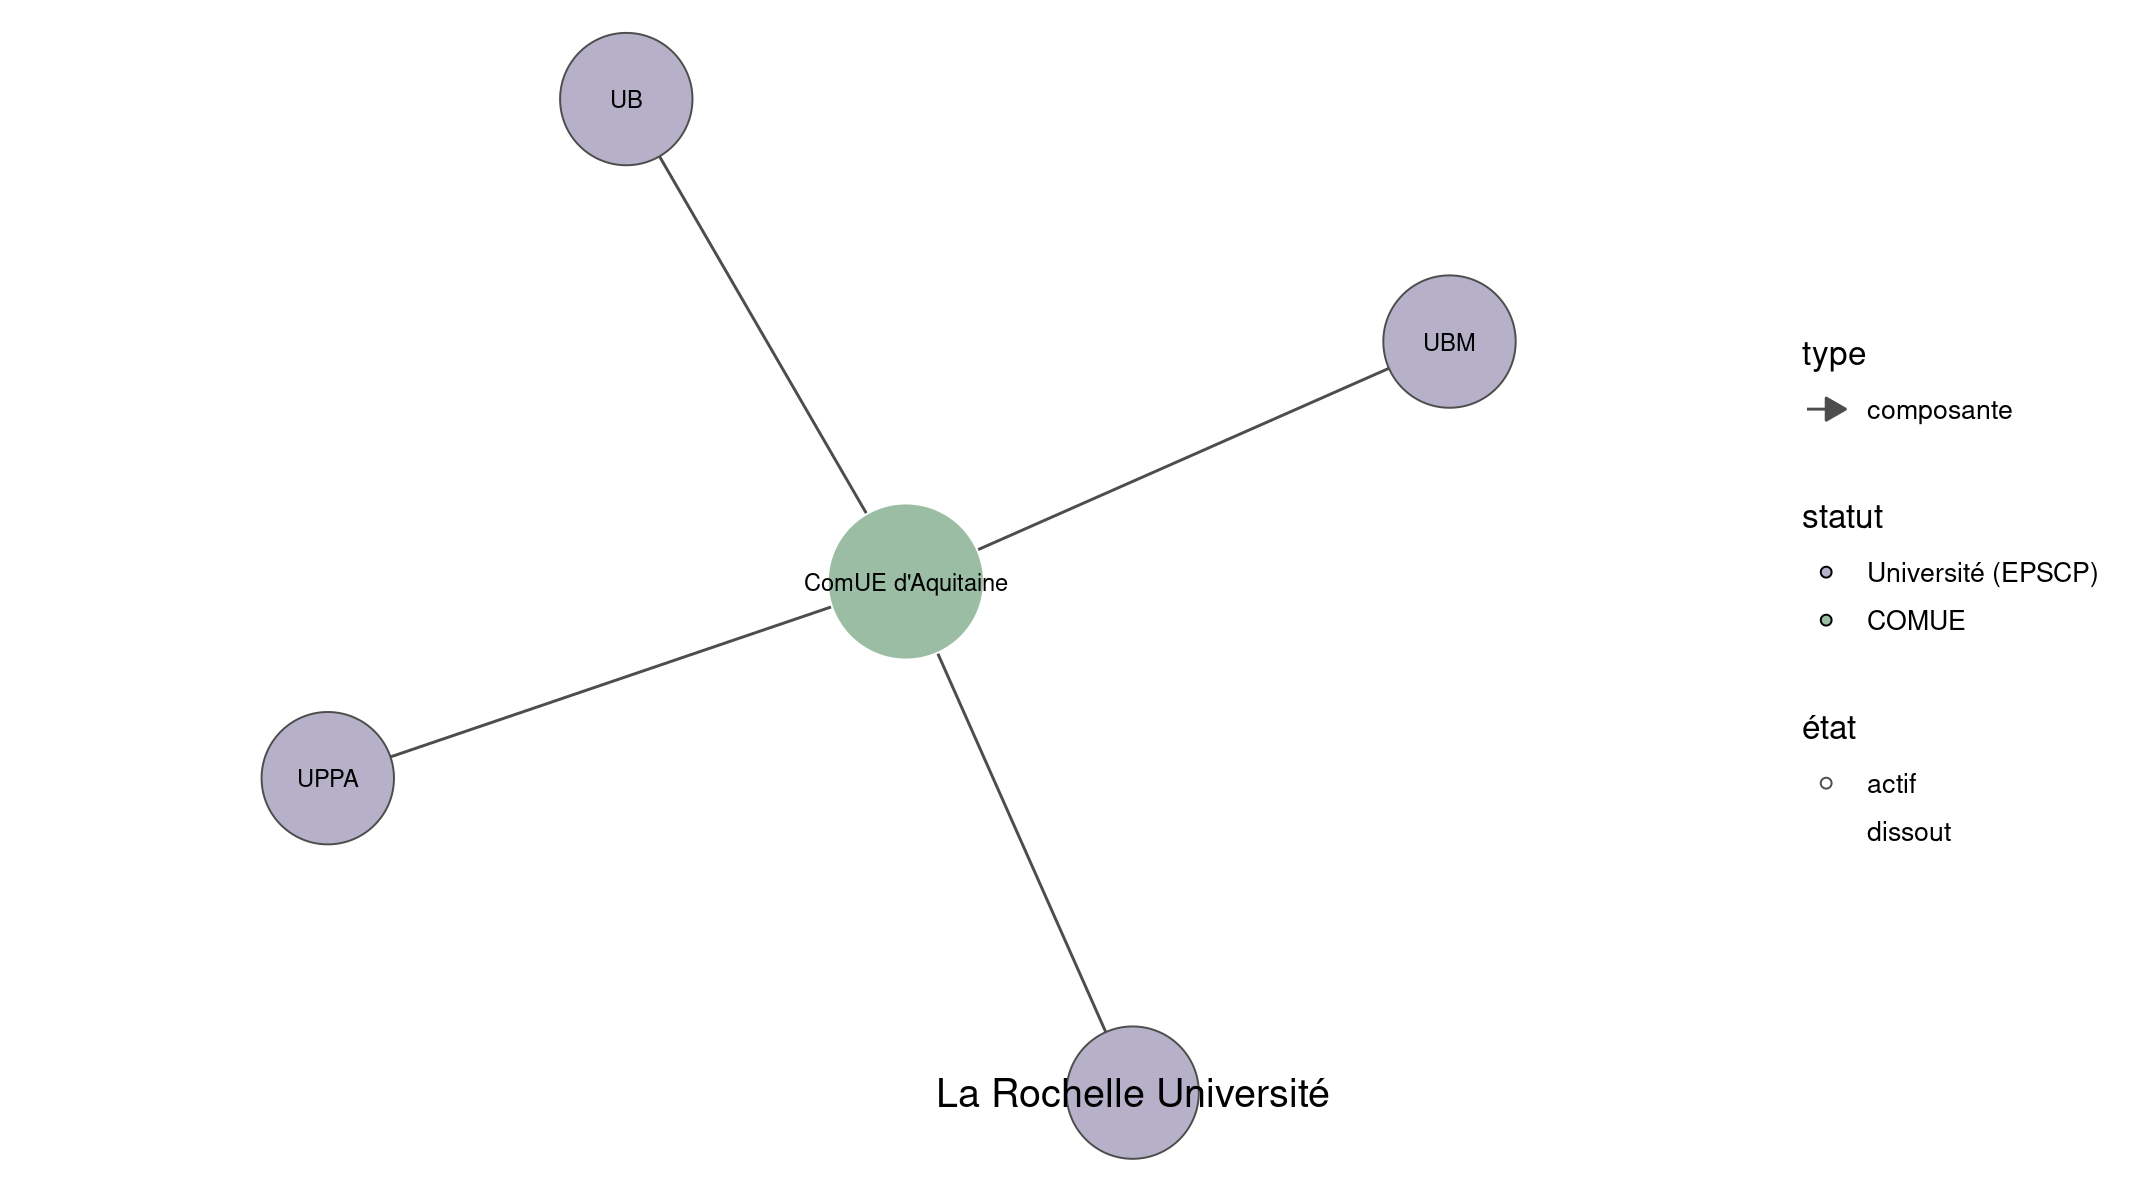 UB
UBM
ComUE d'Aquitaine
UPPA
La Rochelle Université
type
composante
statut
Université (EPSCP)
COMUE
état
actif
dissout